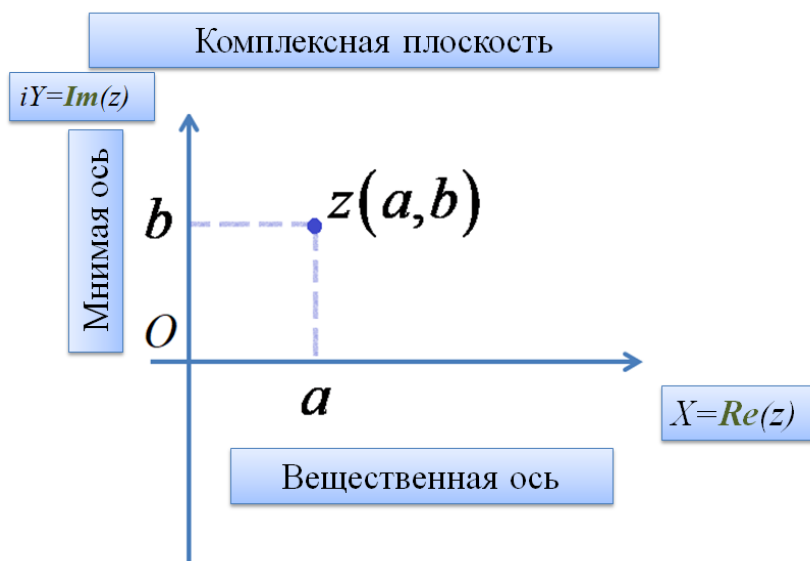 Комплексная плоскость
iY=Im(z)
Мнимая ось
b
z(a,b)
O
a
X=Re(z)
Вещественная ось